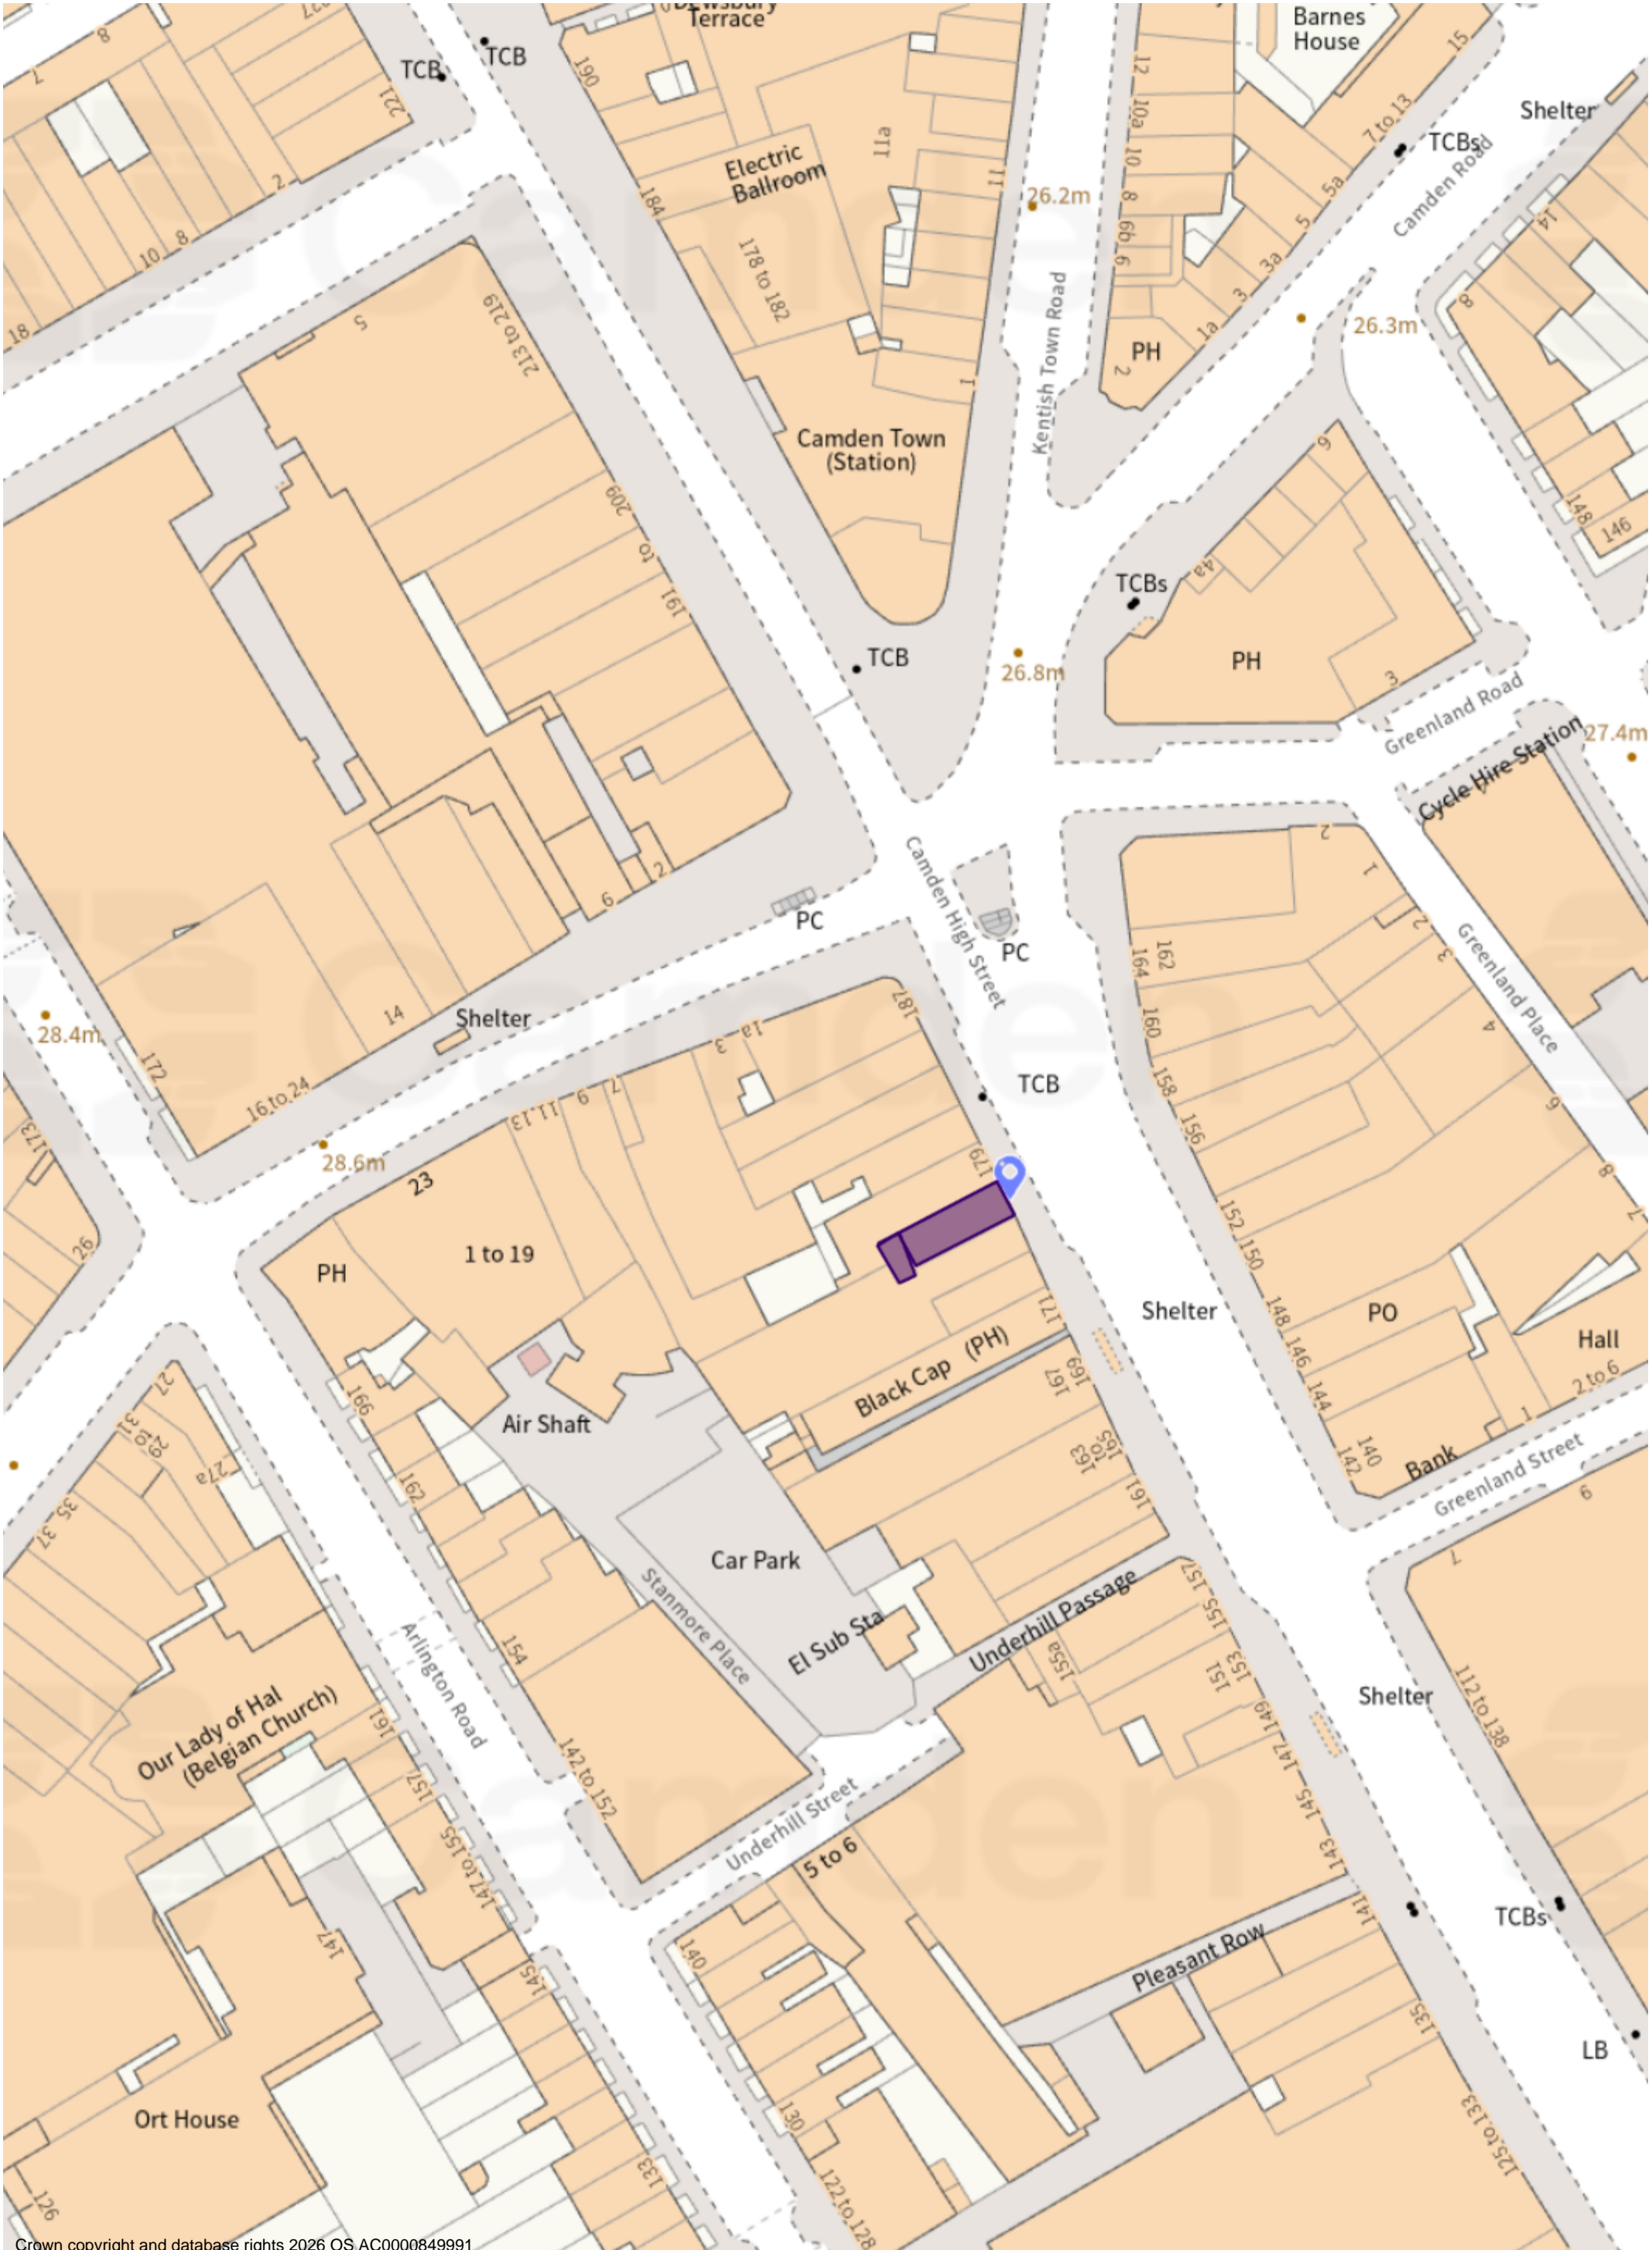 Dewsbury
Terrace
Barnes
House
TCB
TCB
227
8
7
190
221
12
10a
10
8
6b
6
15
7 to 13
Shelter
TCBs
Camden Road
11a
Electric
Ballroom
184
111
26.2m
5a
5
3a
3
1a
14
8
2
8
10
18
178 to 182
5
213 to 219
Kentish Town Road
PH
2
26.3m
1
Camden Town
(Station)
6
209
to
191
148
146
4a
TCBs
TCB
26.8m
PH
3
Greenland Road
27.4m
Cycle Hire Station
2
6
2
1
Camden High Street
PC
PC
2
3
4
Greenland Place
162
164
160
158
156
6
8
7
187
14
Shelter
28.4m
172
16 to 24
173
1a
3
7
9
11.13
TCB
28.6m
23
179
152
150
26
1 to 19
PH
Shelter
148
146
144
PO
Hall
2 to 6
1
171
Black Cap (PH)
169
167
166
Air Shaft
27
31
29
27a
35
37
162
165
to
163
161
140
142
Bank
Greenland Street
9
7
Car Park
Stanmore Place
El Sub Sta
Underhill Passage
157
155
153
151
155a
154
Arlington Road
Our Lady of Hal
(Belgian Church)
161
157
147 to 155
142 to 152
149
147
145
143
Shelter
112 to 138
Underhill Street
5 to 6
141
TCBs
Pleasant Row
147
145
140
135
LB
130
Ort House
133
122 to 128
125 to 133
126
Camden
Camden
Camden
Crown copyright and database rights 2026 OS AC0000849991